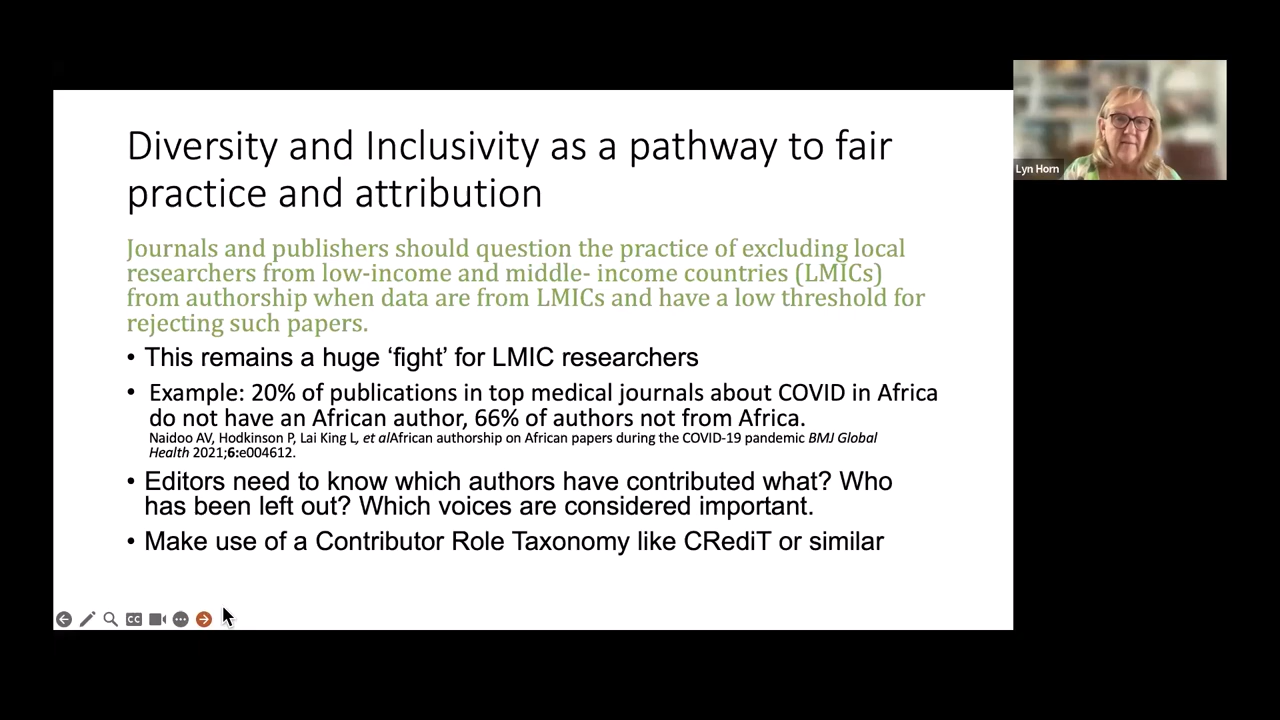 Diversity and Inclusivity as a pathway to fair
practice and attribution
Journals and publishers should question the practice of excluding local
researchers from low-income and middle- income countries (LMICs)
from authorship when data are from LMICs and have a low threshold for
rejecting such papers.
• This remains a huge ‘fight’ for LMIC researchers
• Example: 20% of publications in top medical journals about COVID in Africa
do not have an African author, 66% of authors not from Africa.
Naidoo AV, Hodkinson P, Lai King L, et alAfrican authorship on African papers during the COVID-19 pandemic BMJ Global
Health 2021;6:e004612.
• Editors need to know which authors have contributed what? Who
has been left out? Which voices are considered important.
• Make use of a Contributor Role Taxonomy like CRediT or similar
CC
Lyn Horn